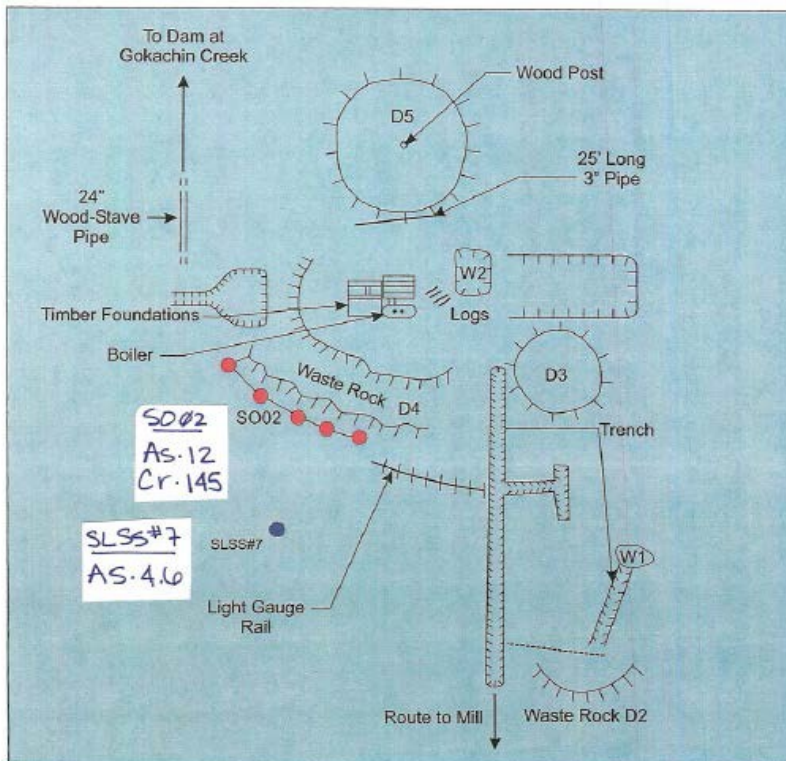 To Dam at
Gokachin Creek
Wood Post
D5
25' Long
3" Pipe
24"
Wood-Stave
Pipe
W2
Timber Foundations
Logs
Boiler
D3
Waste Rock
D4
SO02
Trench
SO02
As.12
Cr.145
SLSS#7
AS.4.6
SLSS#7
W1
Light Gauge
Rail
Route to Mill
Waste Rock D2